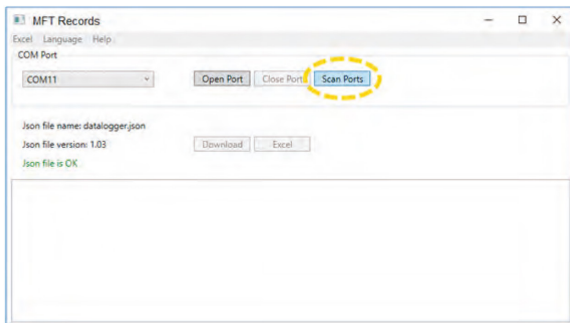 MFT Records
Excel Language Help
COM Port
COM11 Open Port Close Port Scan Ports
Json file name: datalogger.json
Json file version: 1.03 Download Excel
Json file is OK